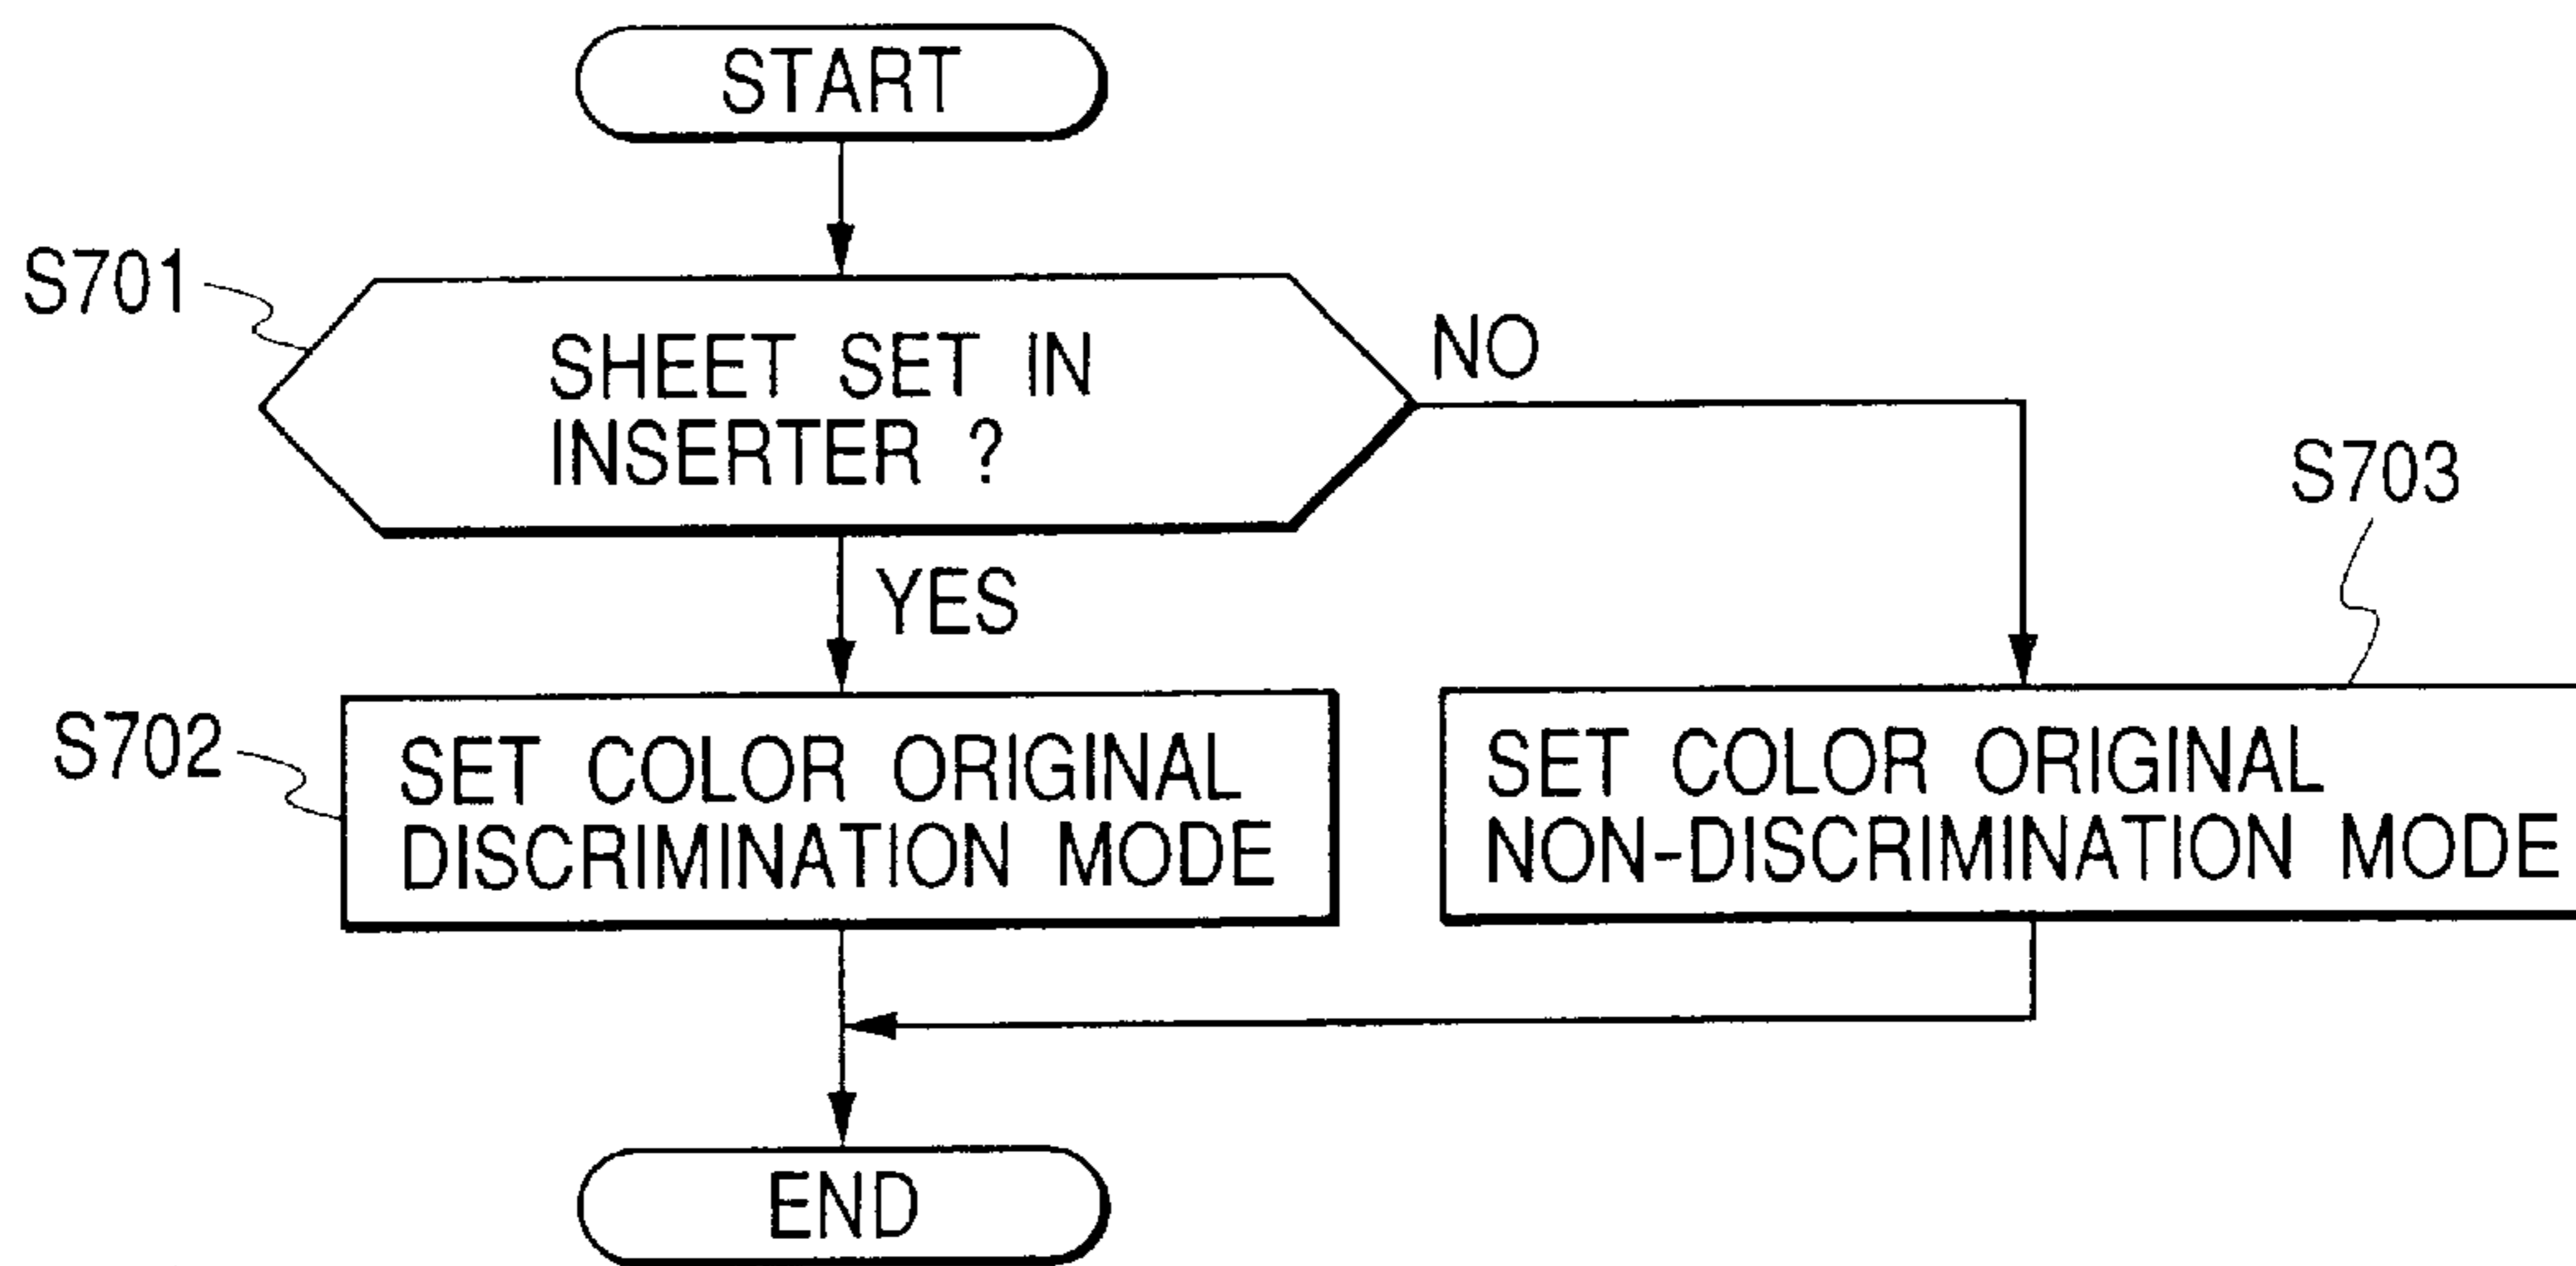 START
S701
SHEET SET IN
INSERTER ?
NO
YES
S703
S702
SET COLOR ORIGINAL
DISCRIMINATION MODE
SET COLOR ORIGINAL
NON-DISCRIMINATION MODE
END